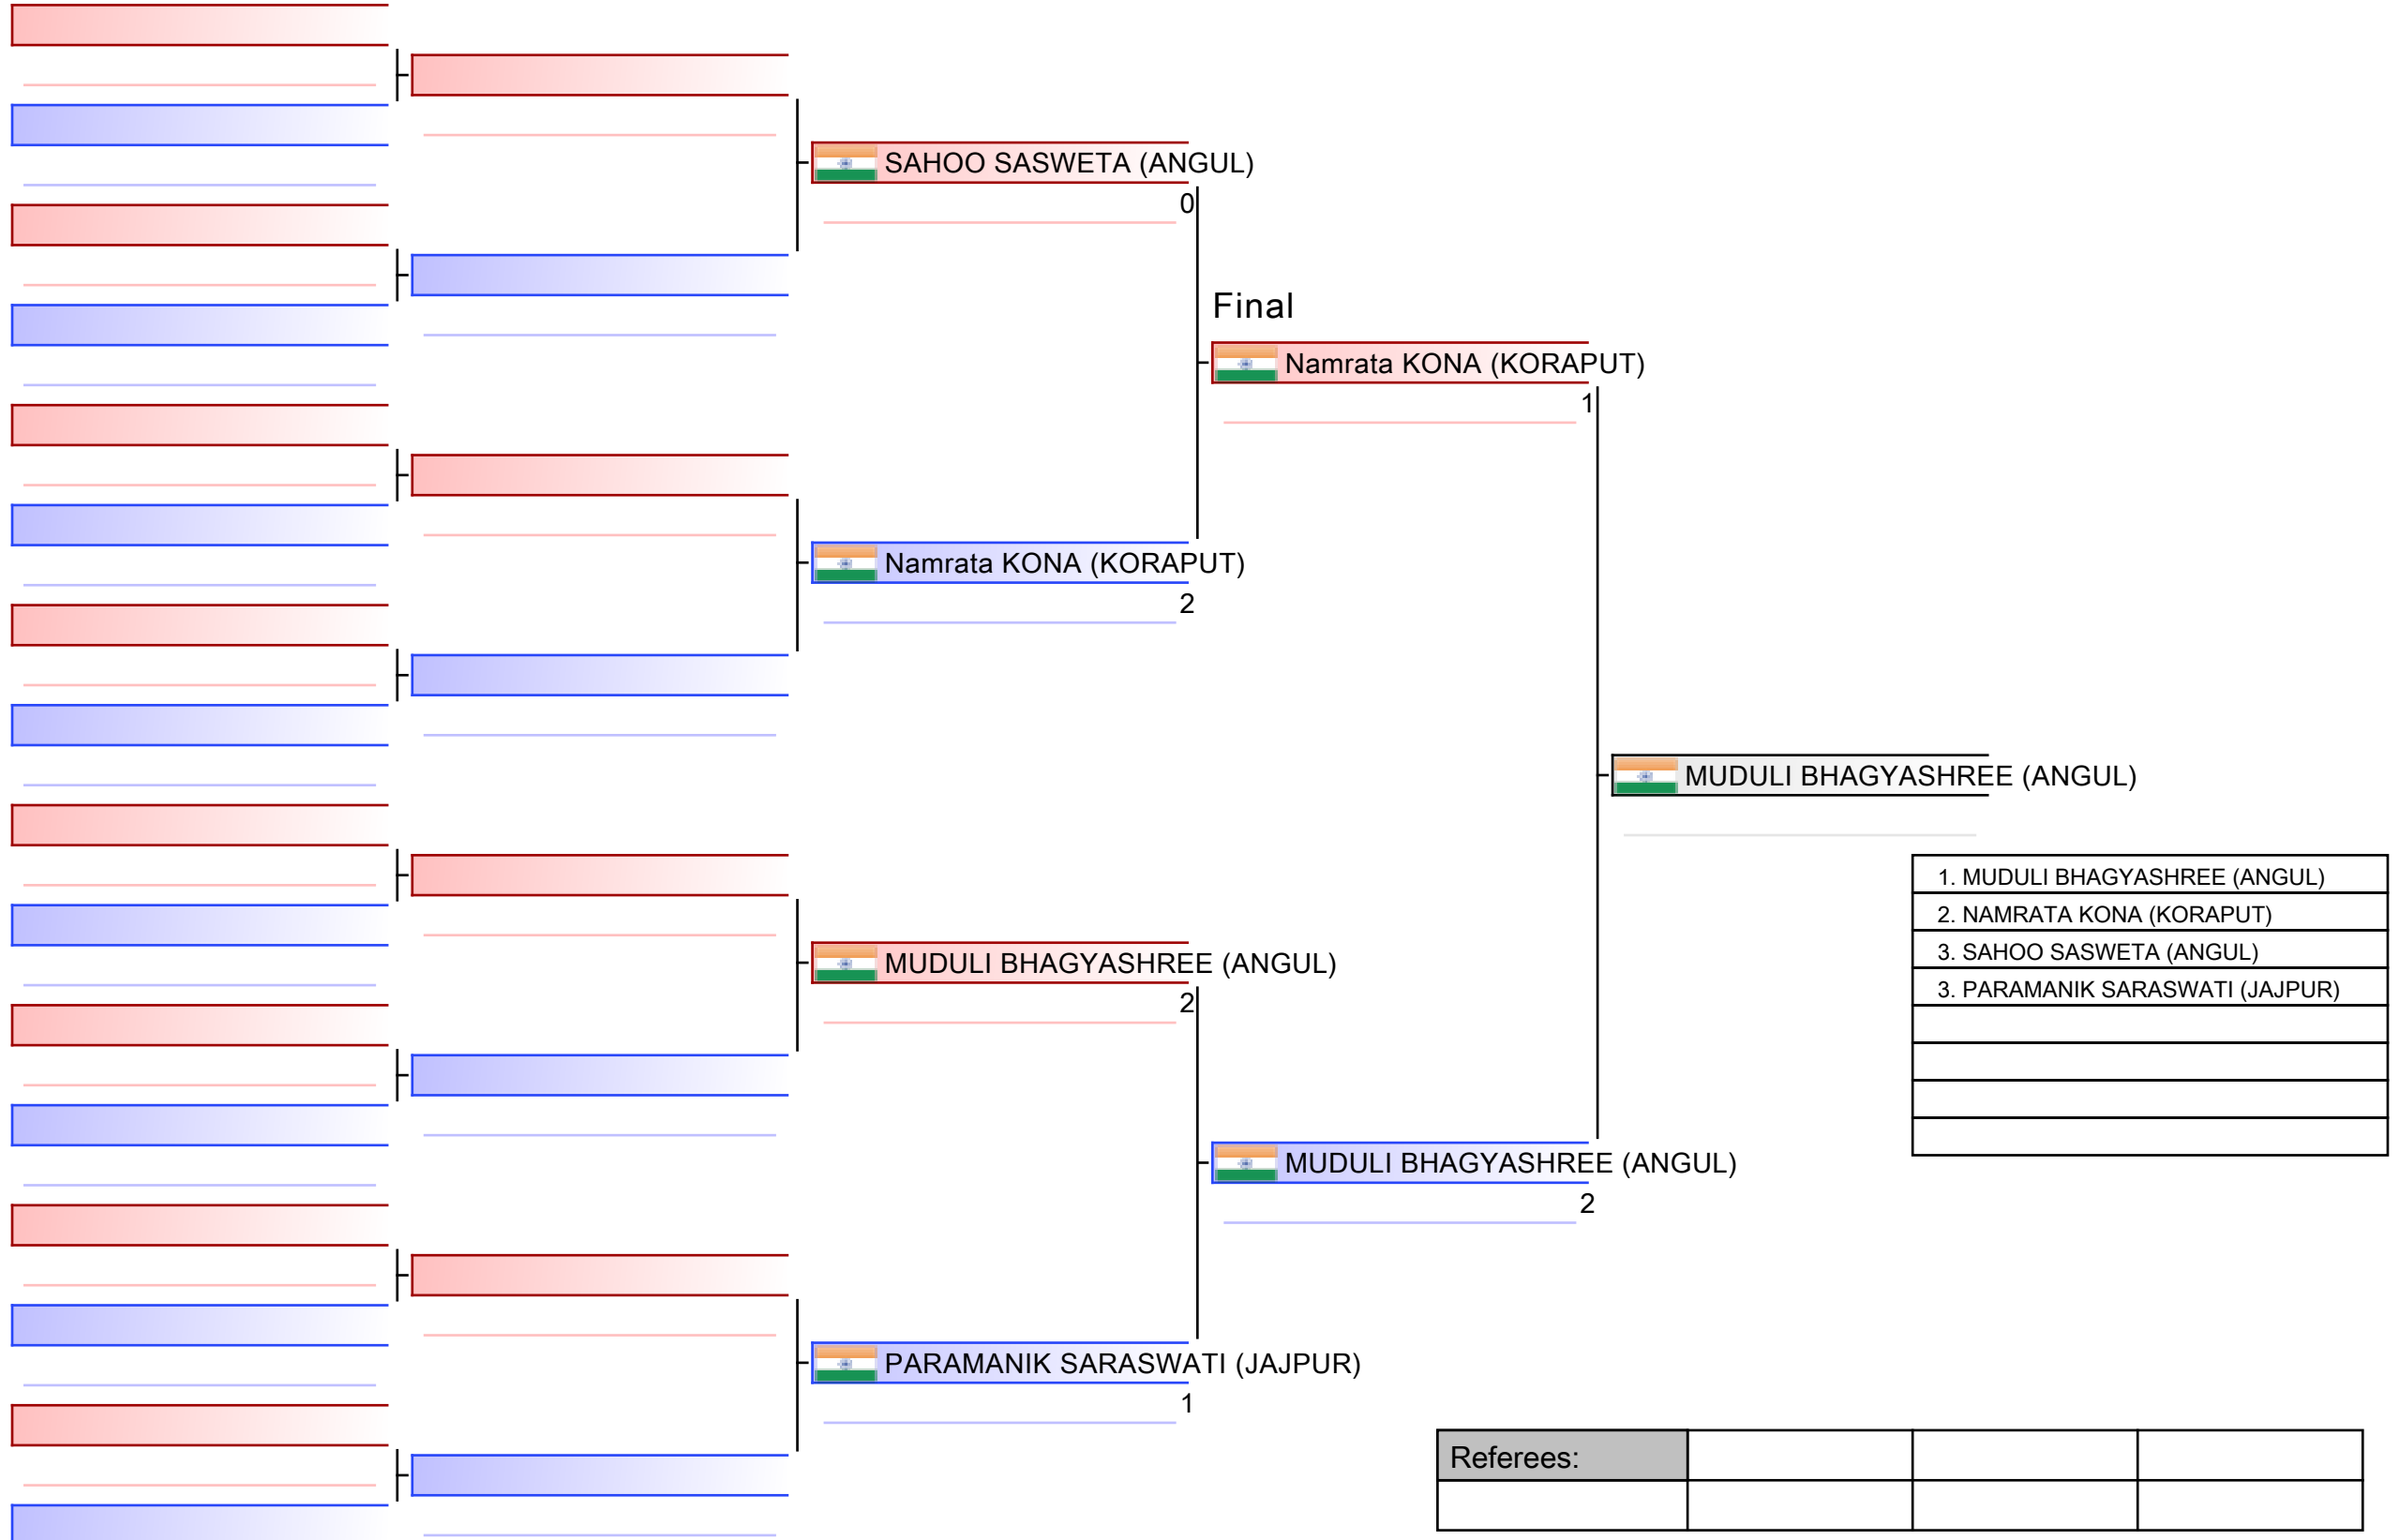 SAHOO SASWETA (ANGUL)
0
Final
Namrata KONA (KORAPUT)
1
Namrata KONA (KORAPUT)
2
MUDULI BHAGYASHREE (ANGUL)
1. MUDULI BHAGYASHREE (ANGUL)
2. NAMRATA KONA (KORAPUT)
3. SAHOO SASWETA (ANGUL)
3. PARAMANIK SARASWATI (JAJPUR)
MUDULI BHAGYASHREE (ANGUL)
2
MUDULI BHAGYASHREE (ANGUL)
2
PARAMANIK SARASWATI (JAJPUR)
1
Referees: